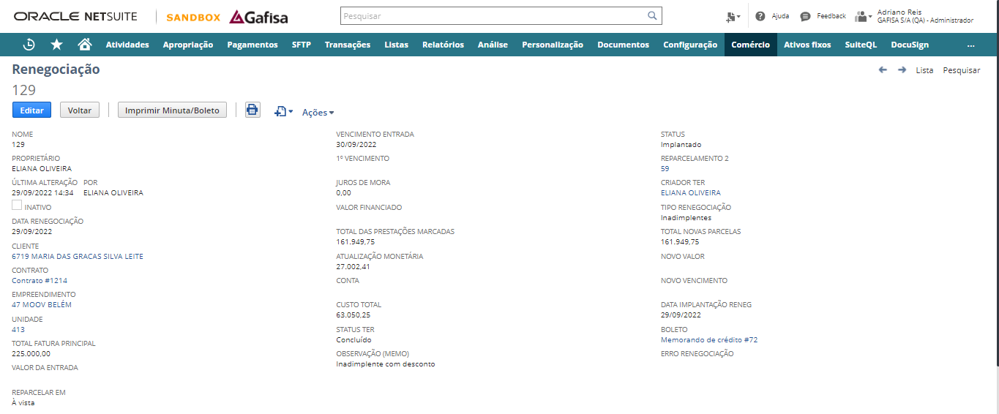 ORACLE NETSUITE
SANDBOX
Gafisa
Pesquisar
Ajuda
Feedback
Adriano Reis
GAFISA S/A (QA) - Administrador
Atividades Apropriação Pagamentos SFTP Transações Listas Relatórios Análise Personalização Documentos Configuração Comércio Ativos fixos SuiteQL DocuSign ...
Renegociação
Lista Pesquisar
129
Editar Voltar Imprimir Minuta/Boleto Ações
NOME
129
PROPRIETÁRIO
ELIANA OLIVEIRA
ÚLTIMA ALTERAÇÃO POR
29/09/2022 14:34 ELIANA OLIVEIRA
INATIVO
DATA RENEGOCIAÇÃO
29/09/2022
CLIENTE
6719 MARIA DAS GRACAS SILVA LEITE
CONTRATO
Contrato #1214
EMPREENDIMENTO
47 MOOV BELÉM
UNIDADE
413
TOTAL FATURA PRINCIPAL
225.000,00
VALOR DA ENTRADA
REPARCELAR EM
À vista
VENCIMENTO ENTRADA
30/09/2022
1º VENCIMENTO
JUROS DE MORA
0,00
VALOR FINANCIADO
TOTAL DAS PRESTAÇÕES MARCADAS
161.949,75
ATUALIZAÇÃO MONETÁRIA
27.002,41
CONTA
CUSTO TOTAL
63.050,25
STATUS TER
Concluído
OBSERVAÇÃO (MEMO)
Inadimplente com desconto
STATUS
Implantado
REPARCELAMENTO 2
59
CRIADOR TER
ELIANA OLIVEIRA
TIPO RENEGOCIAÇÃO
Inadimplentes
TOTAL NOVAS PARCELAS
161.949,75
NOVO VALOR
NOVO VENCIMENTO
DATA IMPLANTAÇÃO RENEG
29/09/2022
BOLETO
Memorando de crédito #72
ERRO RENEGOCIAÇÃO